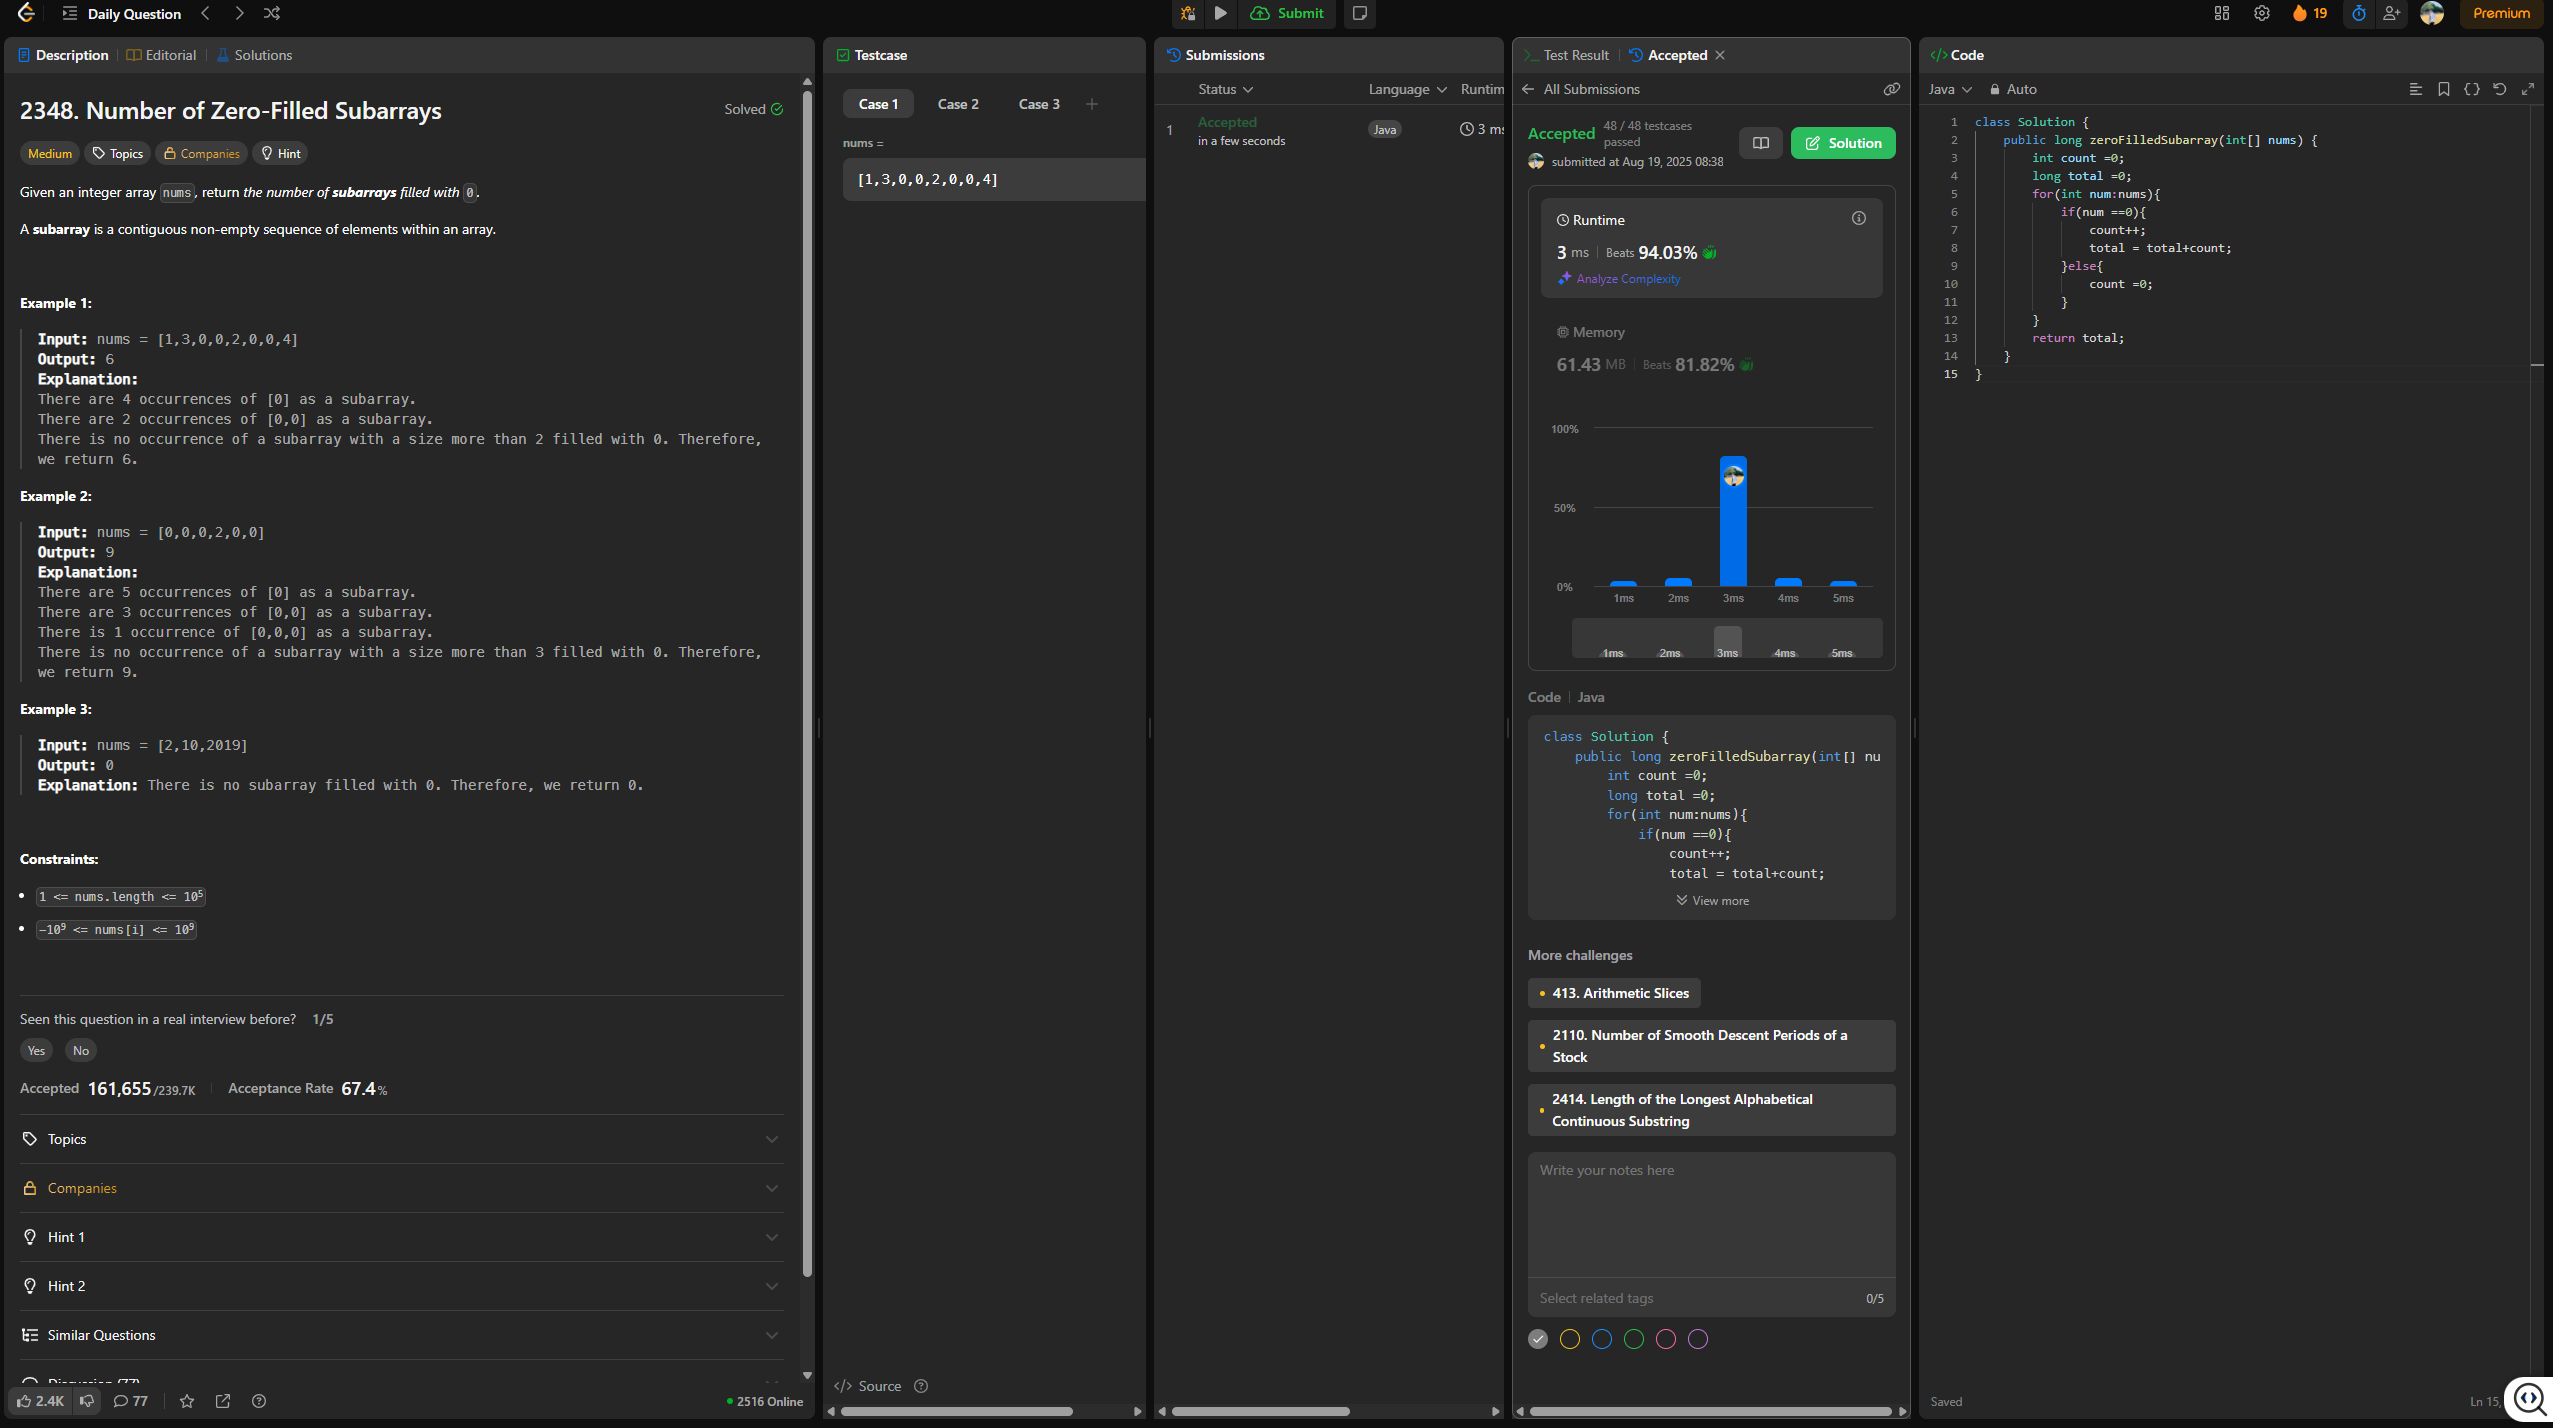 Daily Question
Submit
19
Premium
Description
Editorial
Solutions
2348. Number of Zero-Filled Subarrays
Solved
Medium
Topics
Companies
Hint
Given an integer array nums, return the number of subarrays filled with 0.
A subarray is a contiguous non-empty sequence of elements within an array.
Example 1:
Input: nums = [1,3,0,0,2,0,0,4]
Output: 6
Explanation:
There are 4 occurrences of [0] as a subarray.
There are 2 occurrences of [0,0] as a subarray.
There is no occurrence of a subarray with a size more than 2 filled with 0. Therefore,
we return 6.
Example 2:
Input: nums = [0,0,0,2,0,0]
Output: 9
Explanation:
There are 5 occurrences of [0] as a subarray.
There are 3 occurrences of [0,0] as a subarray.
There is 1 occurrence of [0,0,0] as a subarray.
There is no occurrence of a subarray with a size more than 3 filled with 0. Therefore,
we return 9.
Example 3:
Input: nums = [2,10,2019]
Output: 0
Explanation: There is no subarray filled with 0. Therefore, we return 0.
Constraints:
1 <= nums.length <= 10⁵
-10⁹ <= nums[i] <= 10⁹
Seen this question in a real interview before? 1/5
Yes
No
Accepted 161,655/239.7K
Acceptance Rate 67.4%
Topics
Companies
Hint 1
Hint 2
Similar Questions
Discussion (77)
2.4K
77
2516 Online
Testcase
Case 1
Case 2
Case 3
nums =
[1,3,0,0,2,0,0,4]
Source
Submissions
Status
Language
Runtim
1
Accepted
in a few seconds
Java
3 ms
Test Result
Accepted
All Submissions
Accepted
48 / 48 testcases
passed
submitted at Aug 19, 2025 08:38
Solution
Runtime
3 ms
Beats 94.03%
Analyze Complexity
Memory
61.43 MB
Beats 81.82%
100%
50%
0%
1ms 2ms 3ms 4ms 5ms
1ms 2ms 3ms 4ms 5ms
Code
Java
class Solution {
public long zeroFilledSubarray(int[] nu
int count =0;
long total =0;
for(int num:nums){
if(num ==0){
count++;
total = total+count;
View more
More challenges
413. Arithmetic Slices
2110. Number of Smooth Descent Periods of a
Stock
2414. Length of the Longest Alphabetical
Continuous Substring
Write your notes here
Select related tags
0/5
Code
Java
Auto
1 class Solution {
2 public long zeroFilledSubarray(int[] nums) {
3 int count =0;
4 long total =0;
5 for(int num:nums){
6 if(num ==0){
7 count++;
8 total = total+count;
9 }else{
10 count =0;
11 }
12 }
13 return total;
14 }
15 }
Saved
Ln 15,